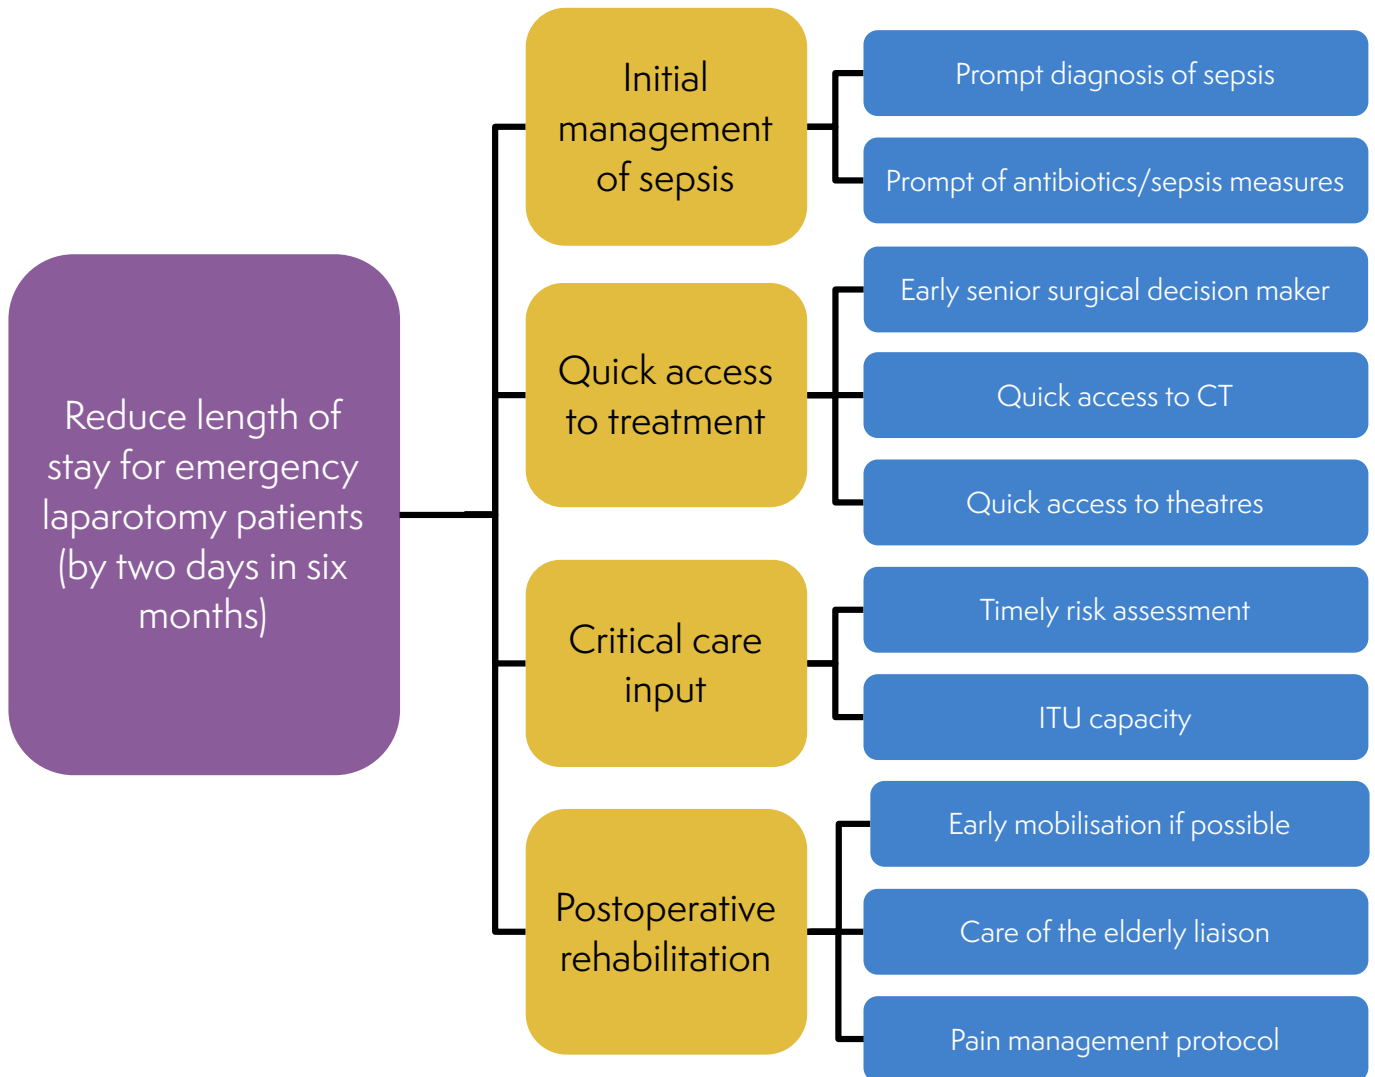 Reduce length of
stay for emergency
laparotomy patients
(by two days in six
months)
Initial
management
of sepsis
Prompt diagnosis of sepsis
Prompt of antibiotics/sepsis measures
Quick access
to treatment
Early senior surgical decision maker
Quick access to CT
Quick access to theatres
Critical care
input
Timely risk assessment
ITU capacity
Postoperative
rehabilitation
Early mobilisation if possible
Care of the elderly liaison
Pain management protocol